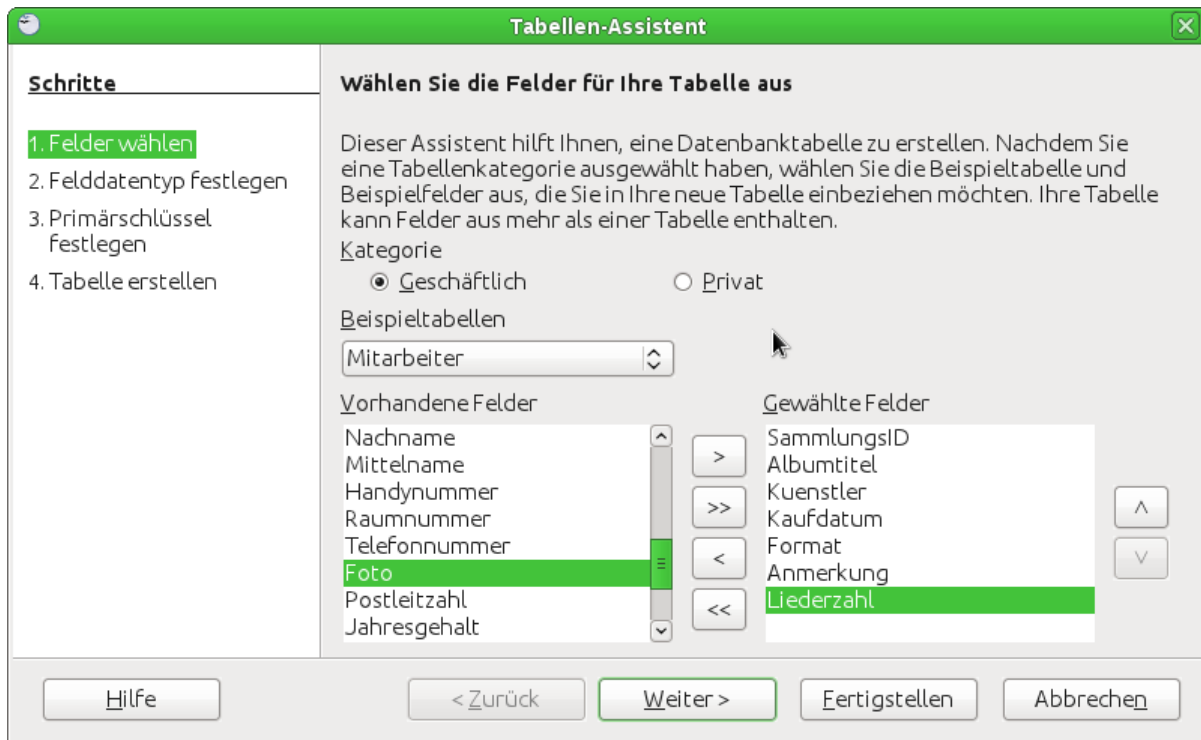 Tabellen-Assistent
Schritte
1. Felder wählen
2. Felddatentyp festlegen
3. Primärschlüssel
festlegen
4. Tabelle erstellen
Wählen Sie die Felder für Ihre Tabelle aus
Dieser Assistent hilft Ihnen, eine Datenbanktabelle zu erstellen. Nachdem Sie
eine Tabellenkategorie ausgewählt haben, wählen Sie die Beispieltabelle und
Beispielfelder aus, die Sie in Ihre neue Tabelle einbeziehen möchten. Ihre Tabelle
kann Felder aus mehr als einer Tabelle enthalten.
Kategorie
Geschäftlich
Privat
Beispieltabellen
Mitarbeiter
Vorhandene Felder
Nachname
Mittelname
Handynummer
Raumnummer
Telefonnummer
Foto
Postleitzahl
Jahresgehalt
>
>>
<
<<
Gewählte Felder
SammlungsID
Albumtitel
Kuenstler
Kaufdatum
Format
Anmerkung
Liederzahl
Hilfe
< Zurück
Weiter >
Fertigstellen
Abbrechen